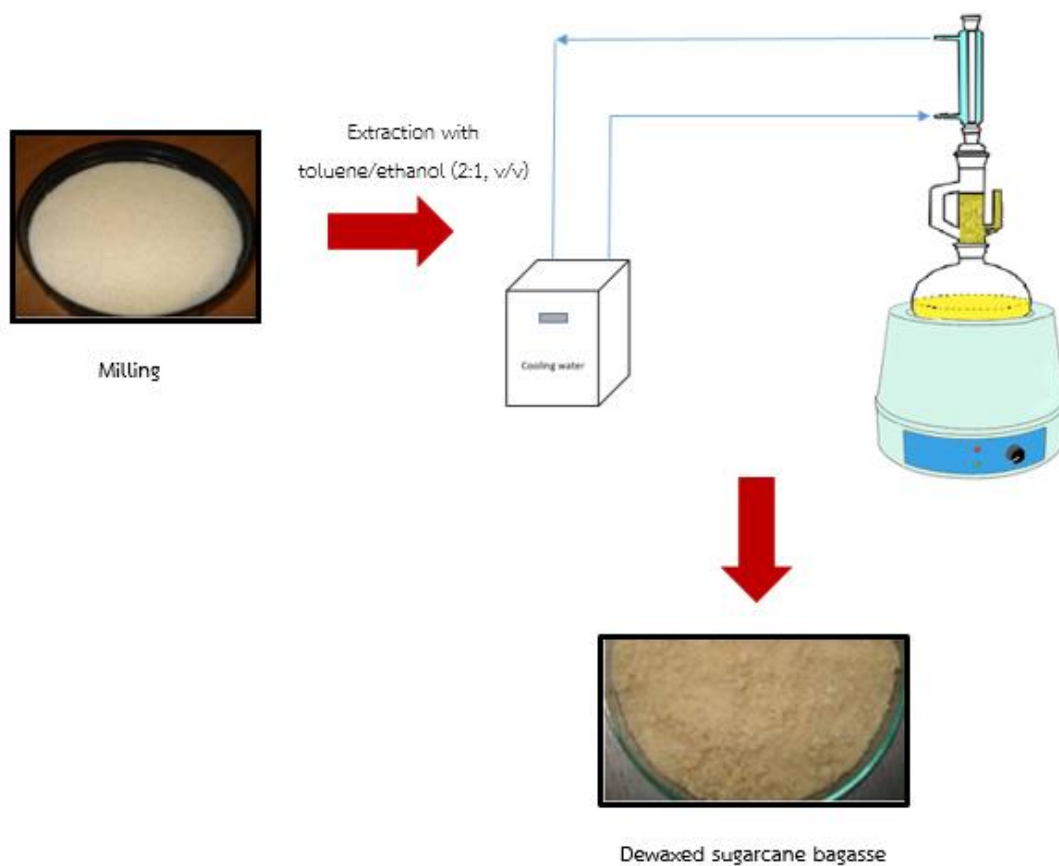 Extraction with
toluene/ethanol (2:1, v/v)
Milling
Cooling water
Dewaxed sugarcane bagasse